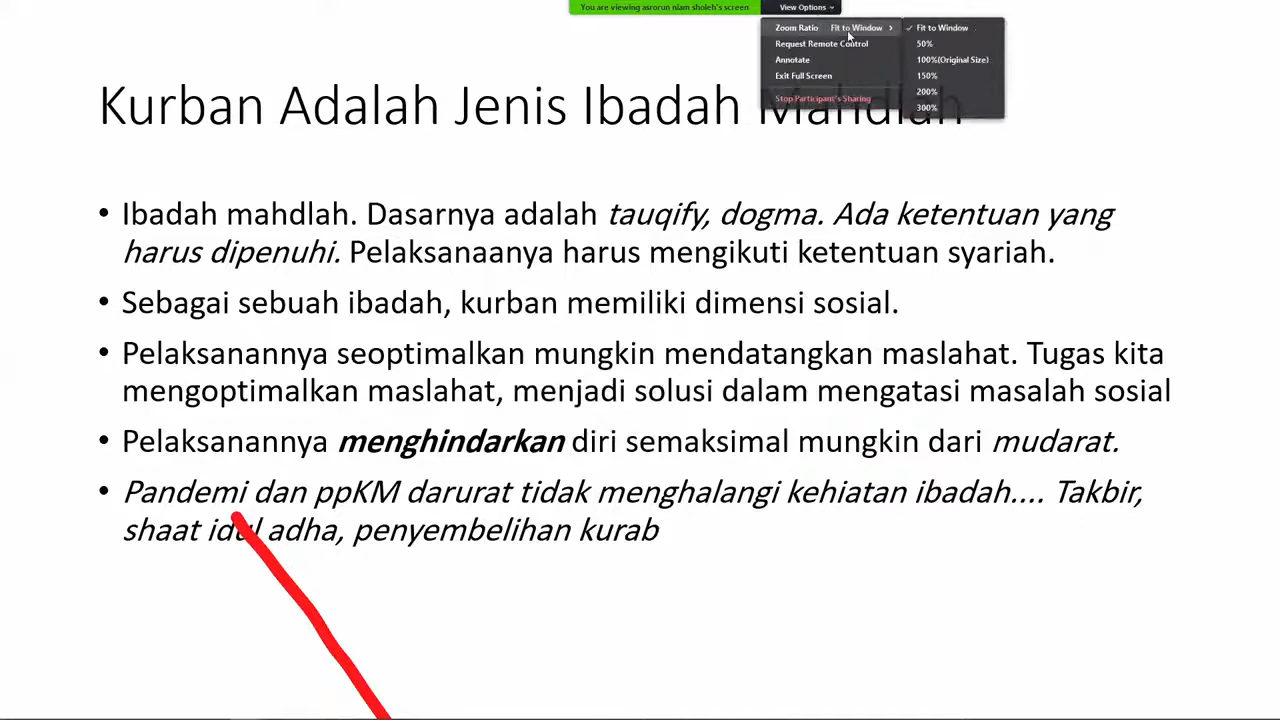 You are viewing asrorun niam sholeh's screen
View Options
Zoom Ratio Fit to Window
Request Remote Control
Annotate
Exit Full Screen
Stop Participant's Sharing
Fit to Window
50%
100%(Original Size)
150%
200%
300%
Kurban Adalah Jenis Ibadah Mahdlah
• Ibadah mahdlah. Dasarnya adalah tauqify, dogma. Ada ketentuan yang
harus dipenuhi. Pelaksanaanya harus mengikuti ketentuan syariah.
• Sebagai sebuah ibadah, kurban memiliki dimensi sosial.
• Pelaksanannya seoptimalkan mungkin mendatangkan maslahat. Tugas kita
mengoptimalkan maslahat, menjadi solusi dalam mengatasi masalah sosial
• Pelaksanannya menghindarkan diri semaksimal mungkin dari mudarat.
• Pandemi dan ppKM darurat tidak menghalangi kehiatan ibadah.... Takbir,
shaat idul adha, penyembelihan kurab